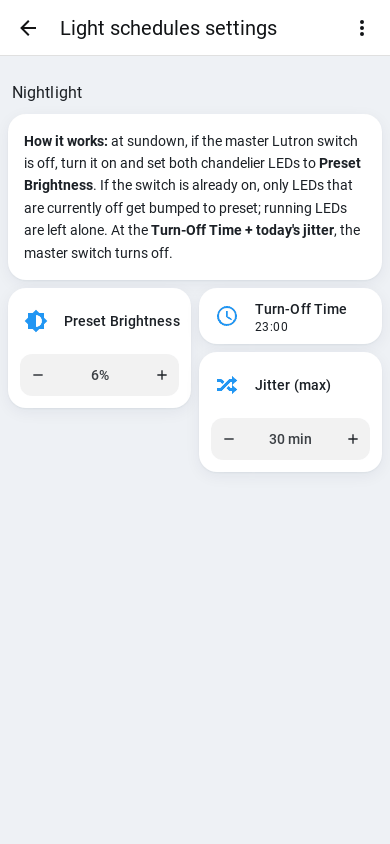 Light schedules settings
Nightlight
How it works: at sundown, if the master Lutron switch
is off, turn it on and set both chandelier LEDs to Preset
Brightness. If the switch is already on, only LEDs that
are currently off get bumped to preset; running LEDs
are left alone. At the Turn-Off Time + today's jitter, the
master switch turns off.
Preset Brightness
6%
Turn-Off Time
23:00
Jitter (max)
30 min